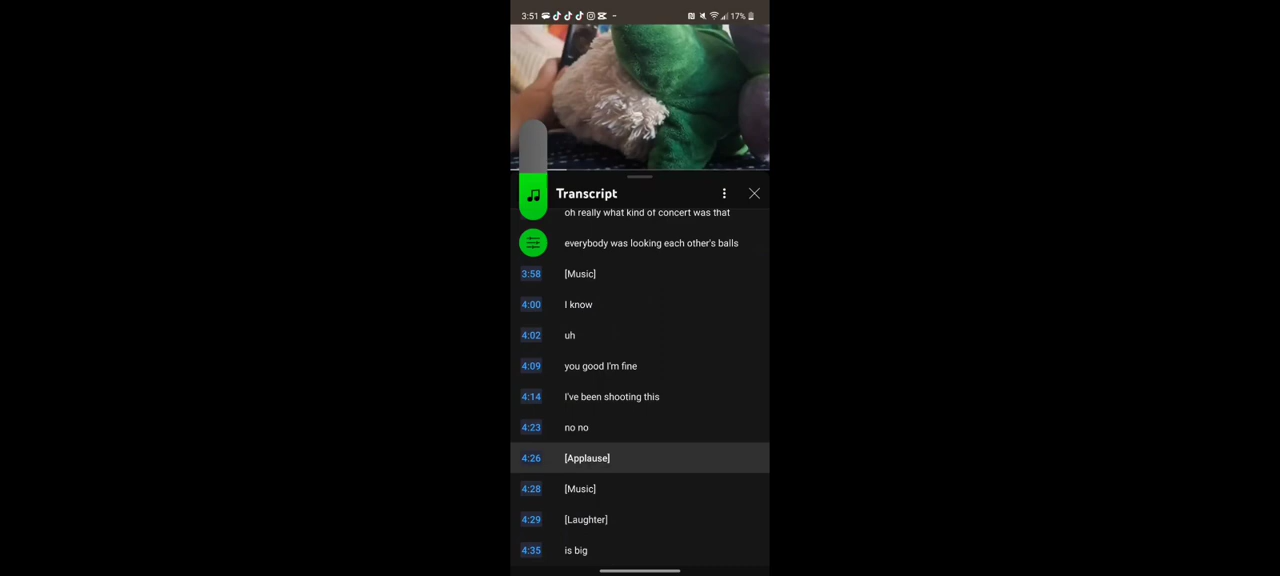 3:51
17%
Transcript
oh really what kind of concert was that
everybody was looking each other's balls
3:58 [Music]
4:00 I know
4:02 uh
4:09 you good I'm fine
4:14 I've been shooting this
4:23 no no
4:26 [Applause]
4:28 [Music]
4:29 [Laughter]
4:35 is big